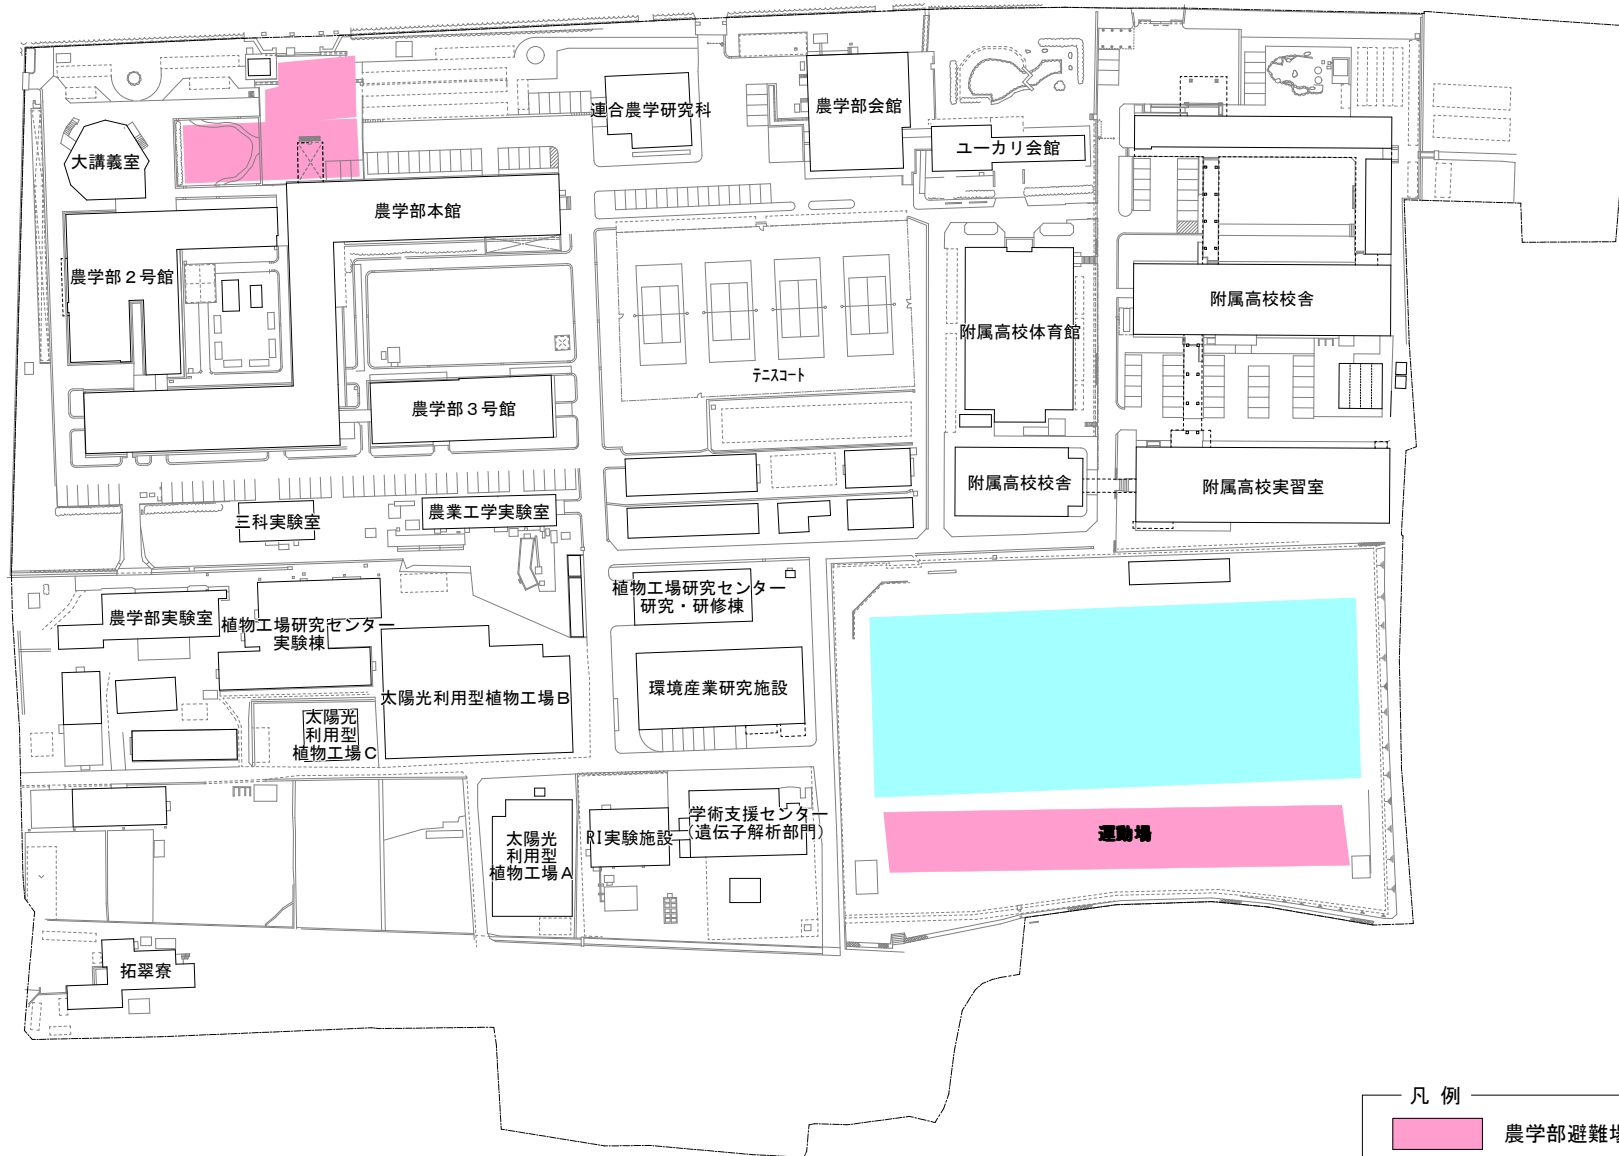 連合農学研究科
農学部会館
ユーカリ会館
大講義室
農学部本館
農学部２号館
附属高校校舎
附属高校体育館
テニスコート
農学部３号館
附属高校校舎
附属高校実習室
三科実験室
農業工学実験室
植物工場研究センター
研究・研修棟
農学部実験室
植物工場研究センター
実験棟
太陽光利用型植物工場Ｂ
環境産業研究施設
太陽光
利用型
植物工場Ｃ
学術支援センター
(遺伝子解析部門)
RI実験施設
太陽光
利用型
植物工場Ａ
運動場
拓翠寮
凡 例
農学部避難場